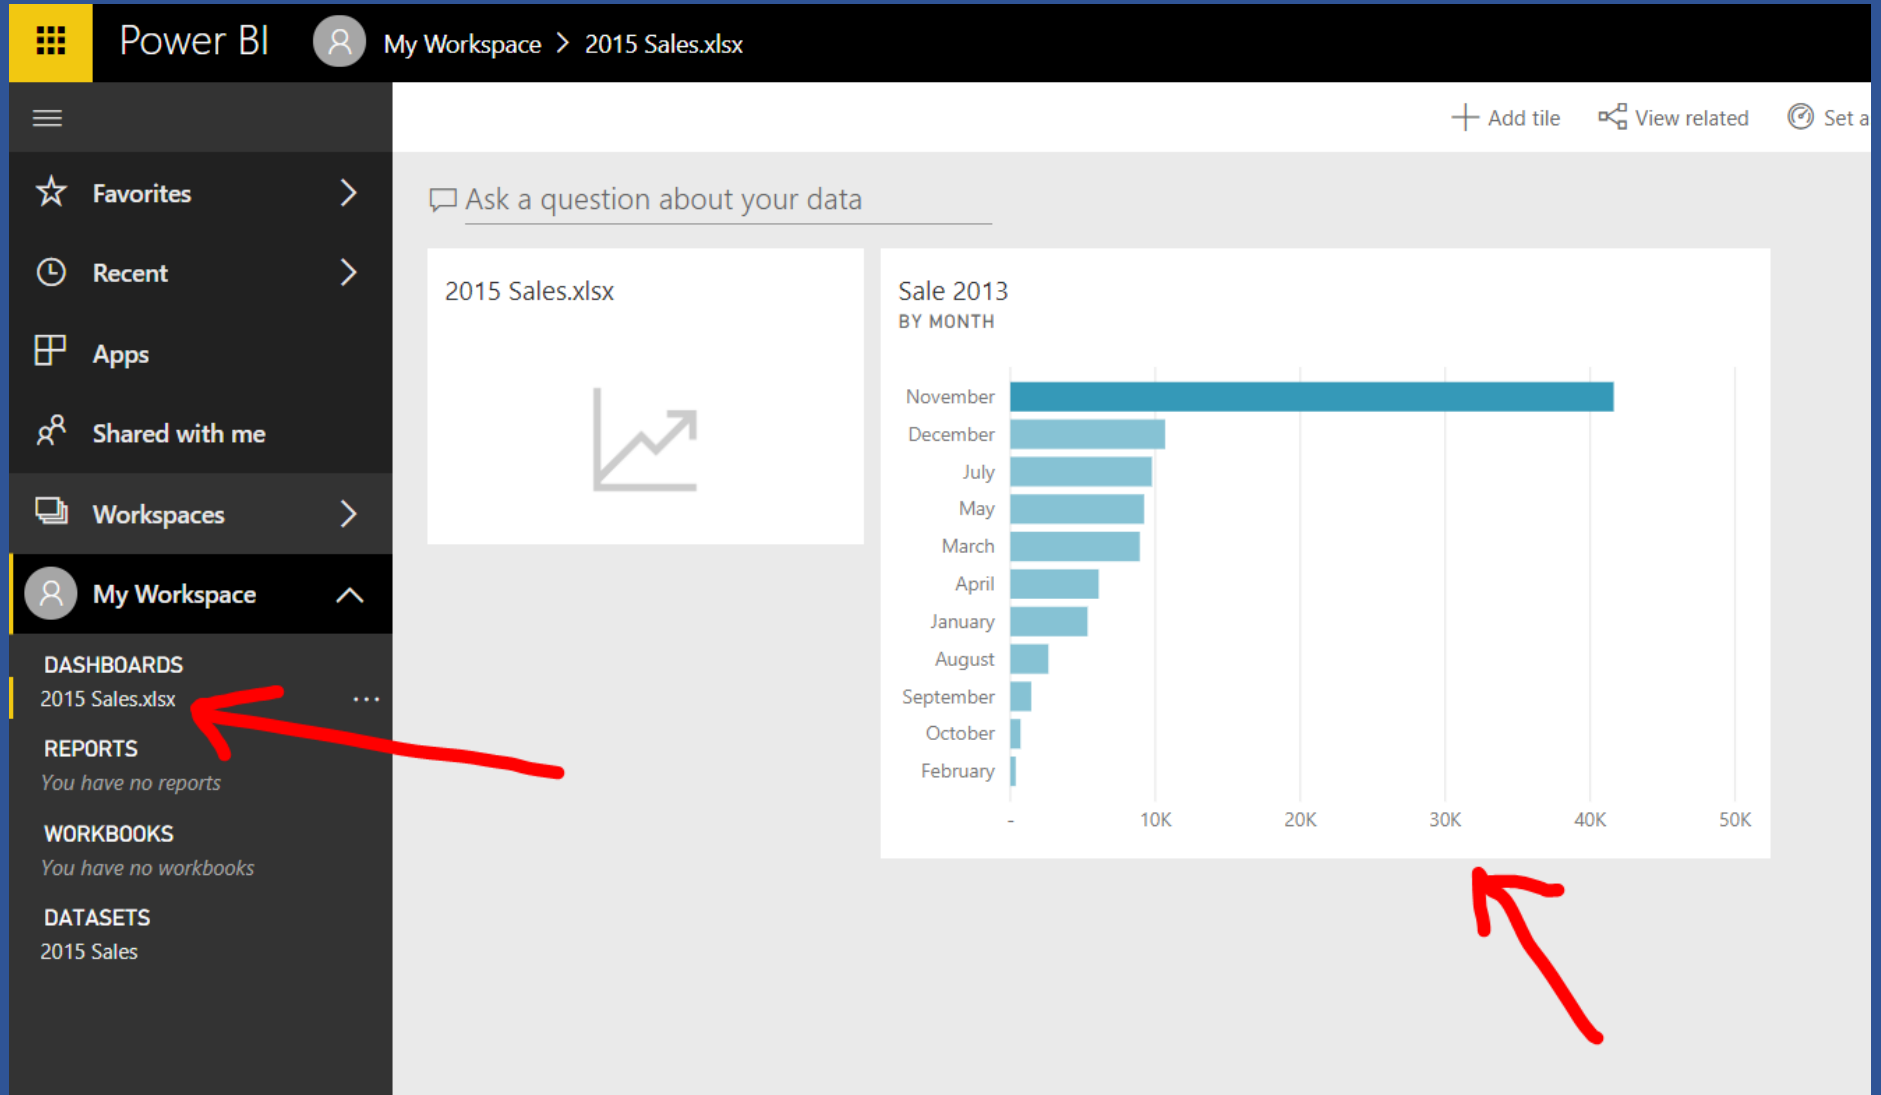 Power BI
My Workspace > 2015 Sales.xlsx
Add tile
View related
Set a
Favorites
Recent
Apps
Shared with me
Workspaces
My Workspace
DASHBOARDS
2015 Sales.xlsx
...
REPORTS
You have no reports
WORKBOOKS
You have no workbooks
DATASETS
2015 Sales
Ask a question about your data
2015 Sales.xlsx
Sale 2013
BY MONTH
November
December
July
May
March
April
January
August
September
October
February
- 10K 20K 30K 40K 50K